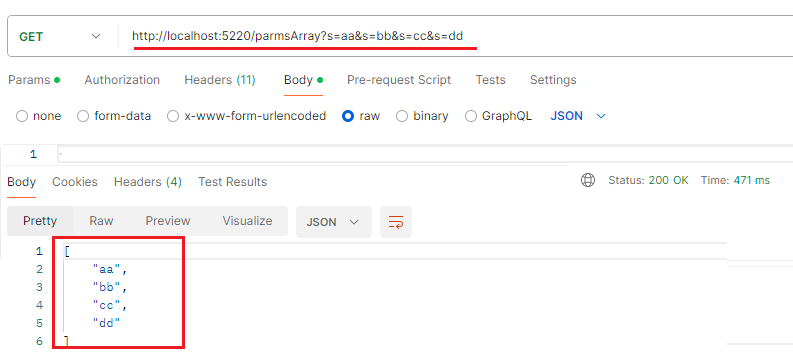 GET http://localhost:5220/parmsArray?s=aa&s=bb&s=cc&s=dd
Params Authorization Headers (11) Body Pre-request Script Tests Settings
none form-data x-www-form-urlencoded raw binary GraphQL JSON
1
Body Cookies Headers (4) Test Results Status: 200 OK Time: 471 ms
Pretty Raw Preview Visualize JSON
1 [
2 "aa",
3 "bb",
4 "cc",
5 "dd"
6 ]